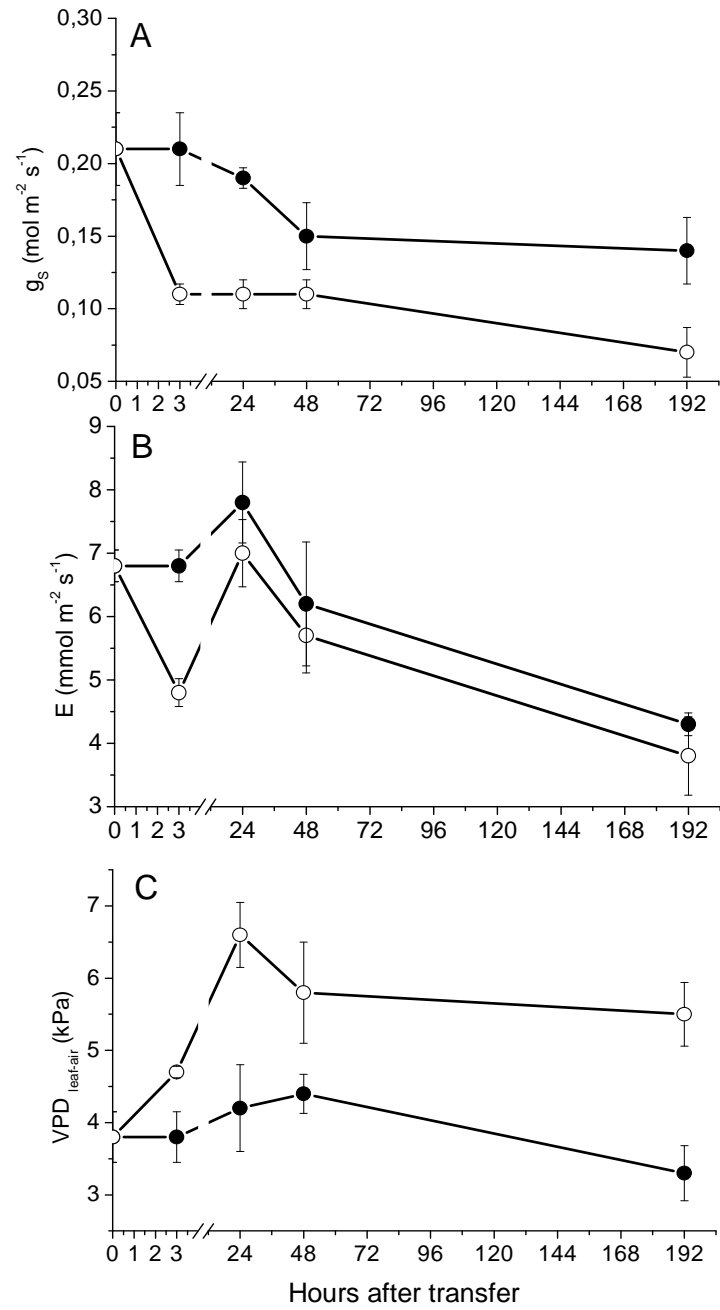 A
0,30
0,25
0,20
0,15
0,10
0,05
gS (mol m-2 s-1)
0 1 2 3 24 48 72 96 120 144 168 192
B
9
8
7
6
5
4
3
E (mmol m-2 s-1)
0 1 2 3 24 48 72 96 120 144 168 192
C
7
6
5
4
3
VPD leaf-air (kPa)
0 1 2 3 24 48 72 96 120 144 168 192
Hours after transfer